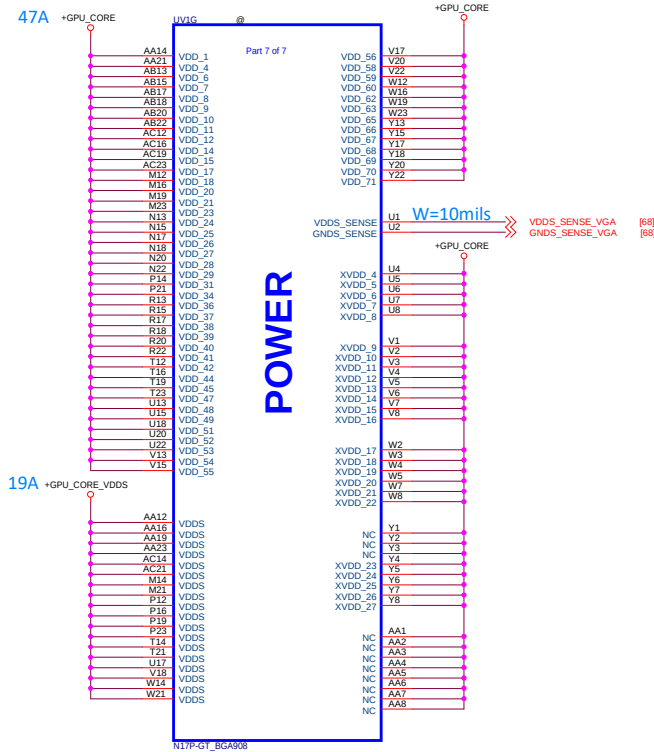 47A +GPU_CORE
UV1G @
+GPU_CORE
Part 7 of 7
AA14 VDD_1
AA21 VDD_4
AB13 VDD_6
AB15 VDD_7
AB17 VDD_8
AB18 VDD_9
AB20 VDD_10
AB22 VDD_11
AC12 VDD_12
AC16 VDD_14
AC19 VDD_15
AC23 VDD_17
M12 VDD_18
M16 VDD_20
M19 VDD_21
M23 VDD_23
N13 VDD_24
N15 VDD_25
N17 VDD_26
N18 VDD_27
N20 VDD_28
N22 VDD_29
P14 VDD_31
P21 VDD_34
R13 VDD_36
R15 VDD_37
R17 VDD_38
R18 VDD_39
R20 VDD_40
R22 VDD_41
T12 VDD_42
T16 VDD_44
T19 VDD_45
T23 VDD_47
U13 VDD_48
U15 VDD_49
U18 VDD_51
U20 VDD_52
U22 VDD_53
V13 VDD_54
V15 VDD_55
19A +GPU_CORE_VDDS
AA12 VDDS
AA16 VDDS
AA19 VDDS
AA23 VDDS
AC14 VDDS
AC21 VDDS
M14 VDDS
M21 VDDS
P12 VDDS
P16 VDDS
P19 VDDS
P23 VDDS
T14 VDDS
T21 VDDS
U17 VDDS
V18 VDDS
W14 VDDS
W21 VDDS
POWER
VDD_56 V17
VDD_58 V20
VDD_59 V22
VDD_60 W12
VDD_62 W16
VDD_63 W19
VDD_65 W23
VDD_66 Y13
VDD_67 Y15
VDD_68 Y17
VDD_69 Y18
VDD_70 Y20
VDD_71 Y22
W=10mils
VDDS_SENSE U1 VDDS_SENSE_VGA [68]
GNDS_SENSE U2 GNDS_SENSE_VGA [68]
+GPU_CORE
XVDD_4 U4
XVDD_5 U5
XVDD_6 U6
XVDD_7 U7
XVDD_8 U8
XVDD_9 V1
XVDD_10 V2
XVDD_11 V3
XVDD_12 V4
XVDD_13 V5
XVDD_14 V6
XVDD_15 V7
XVDD_16 V8
XVDD_17 W2
XVDD_18 W3
XVDD_19 W4
XVDD_20 W5
XVDD_21 W7
XVDD_22 W8
NC Y1
NC Y2
NC Y3
XVDD_23 Y4
XVDD_24 Y5
XVDD_25 Y6
XVDD_26 Y7
XVDD_27 Y8
NC AA1
NC AA2
NC AA3
NC AA4
NC AA5
NC AA6
NC AA7
NC AA8
N17P-GT_BGA908